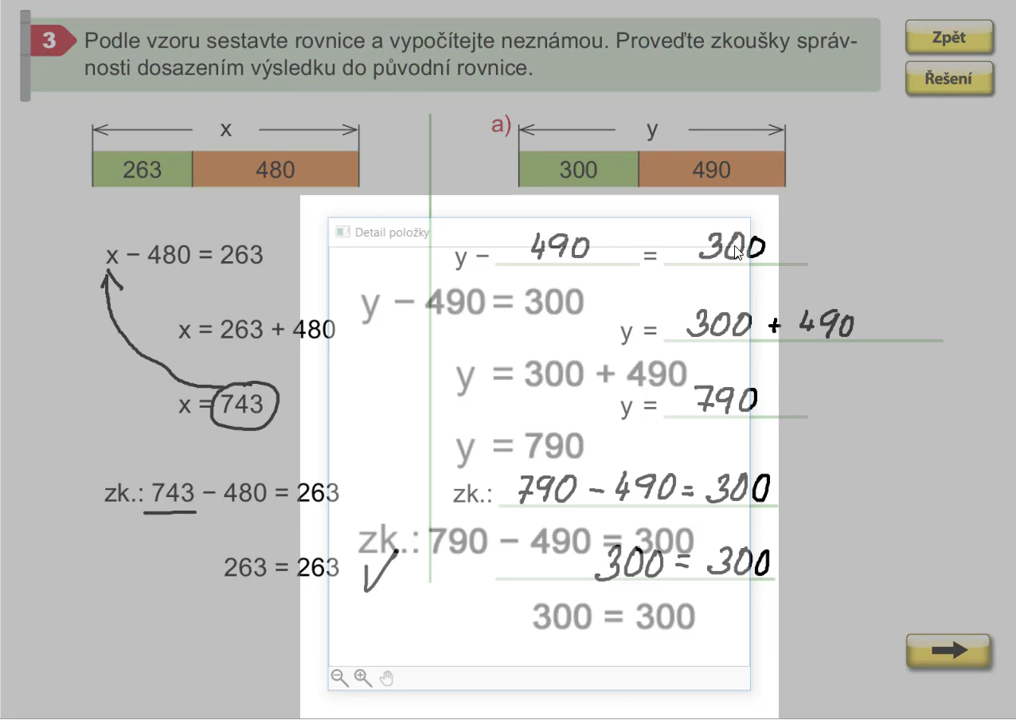 3 Podle vzoru sestavte rovnice a vypočítejte neznámou. Proveďte zkoušky správ-
nosti dosazením výsledku do původní rovnice.
Zpět
Řešení
x
263 480
x − 480 = 263
x = 263 + 480
x = 743
zk.: 743 − 480 = 263
263 = 263
a) y
300 490
y − 490 = 300
y = 300 + 490
y = 790
zk.: 790 − 490 = 300
300 = 300
Detail položky
y − 490 = 300
y = 300 + 490
y = 790
zk.: 790 − 490 = 300
300 = 300